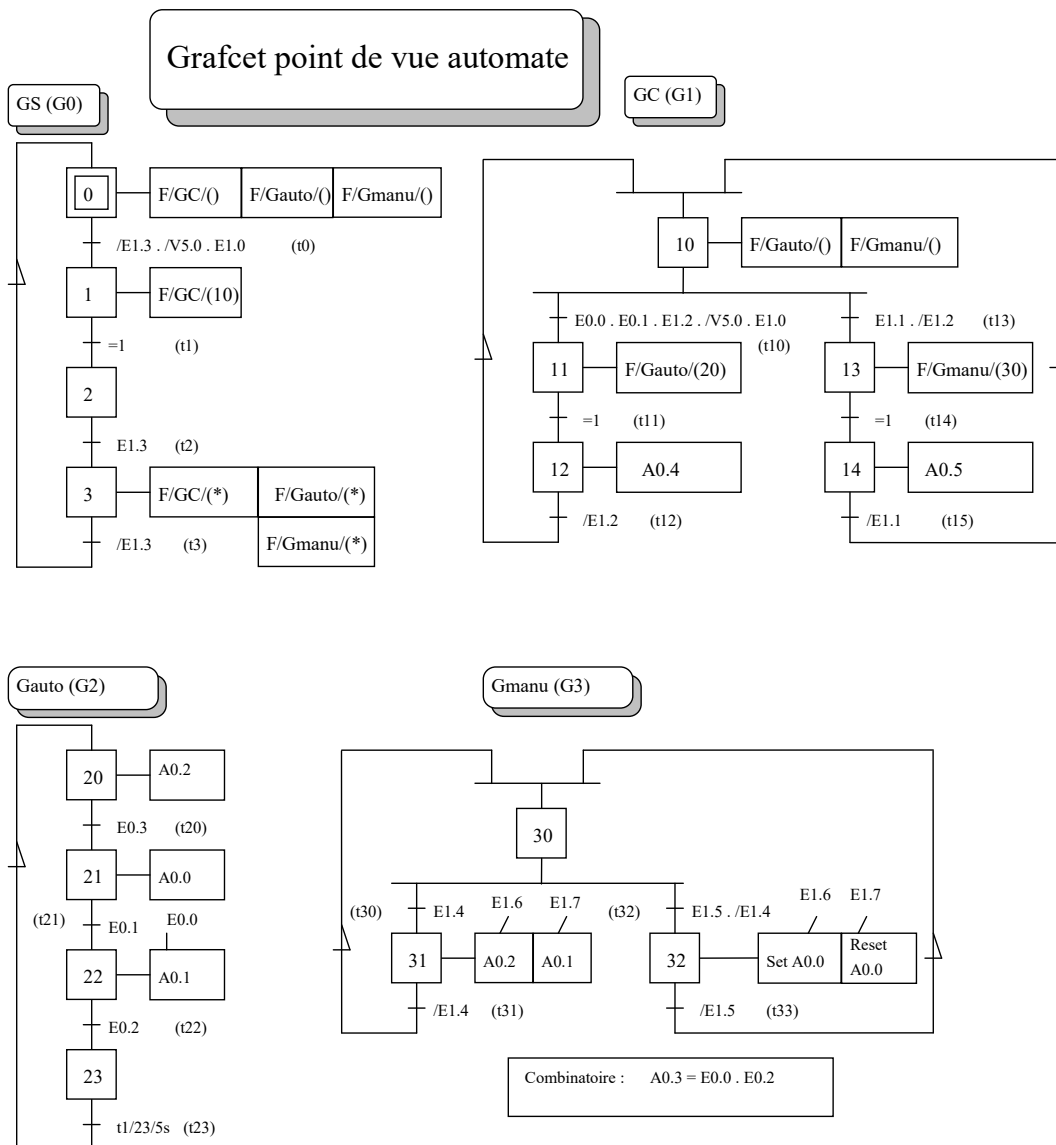 Grafcet point de vue automate
GS (G0)
0
F/GC/()
F/Gauto/()
F/Gmanu/()
/E1.3 . /V5.0 . E1.0 (t0)
1
F/GC/(10)
=1 (t1)
2
E1.3 (t2)
3
F/GC/(*)
F/Gauto/(*)
F/Gmanu/(*)
/E1.3 (t3)
GC (G1)
10
F/Gauto/()
F/Gmanu/()
E0.0 . E0.1 . E1.2 . /V5.0 . E1.0
(t10)
11
F/Gauto/(20)
=1 (t11)
12
A0.4
/E1.2 (t12)
E1.1 . /E1.2 (t13)
13
F/Gmanu/(30)
=1 (t14)
14
A0.5
/E1.1 (t15)
Gauto (G2)
20
A0.2
E0.3 (t20)
21
A0.0
(t21)
E0.1
E0.0
22
A0.1
E0.2 (t22)
23
t1/23/5s (t23)
Gmanu (G3)
30
(t30)
E1.4
E1.6
E1.7
31
A0.2
A0.1
/E1.4 (t31)
(t32)
E1.5 . /E1.4
E1.6
E1.7
32
Set A0.0
Reset
A0.0
/E1.5 (t33)
Combinatoire : A0.3 = E0.0 . E0.2